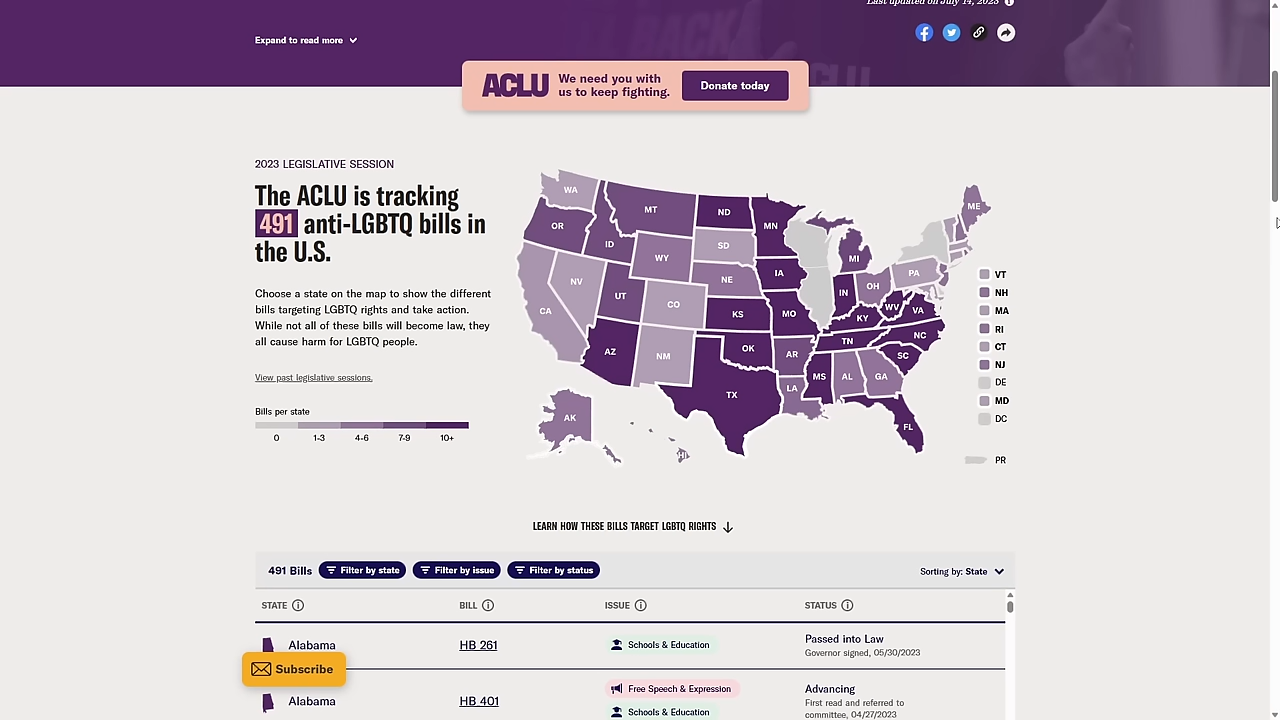 Last updated on July 14, 2023
Expand to read more
ACLU
We need you with
us to keep fighting.
Donate today
2023 LEGISLATIVE SESSION
The ACLU is tracking
491 anti-LGBTQ bills in
the U.S.
Choose a state on the map to show the different
bills targeting LGBTQ rights and take action.
While not all of these bills will become law, they
all cause harm for LGBTQ people.
View past legislative sessions.
Bills per state
0 1-3 4-6 7-9 10+
WA
MT
ND
MN
ME
OR
ID
SD
WY
MI
IA
PA
NV
UT
NE
OH
IN
CO
CA
KS
MO
WV
VA
KY
NC
TN
AZ
NM
OK
AR
SC
MS
AL
GA
LA
TX
AK
FL
HI
VT
NH
MA
RI
CT
NJ
DE
MD
DC
PR
LEARN HOW THESE BILLS TARGET LGBTQ RIGHTS
491 Bills Filter by state Filter by issue Filter by status Sorting by: State
STATE BILL ISSUE STATUS
Alabama HB 261 Schools & Education Passed into Law
Governor signed, 05/30/2023
Subscribe
Alabama HB 401 Free Speech & Expression Advancing
Schools & Education First read and referred to
committee, 04/27/2023